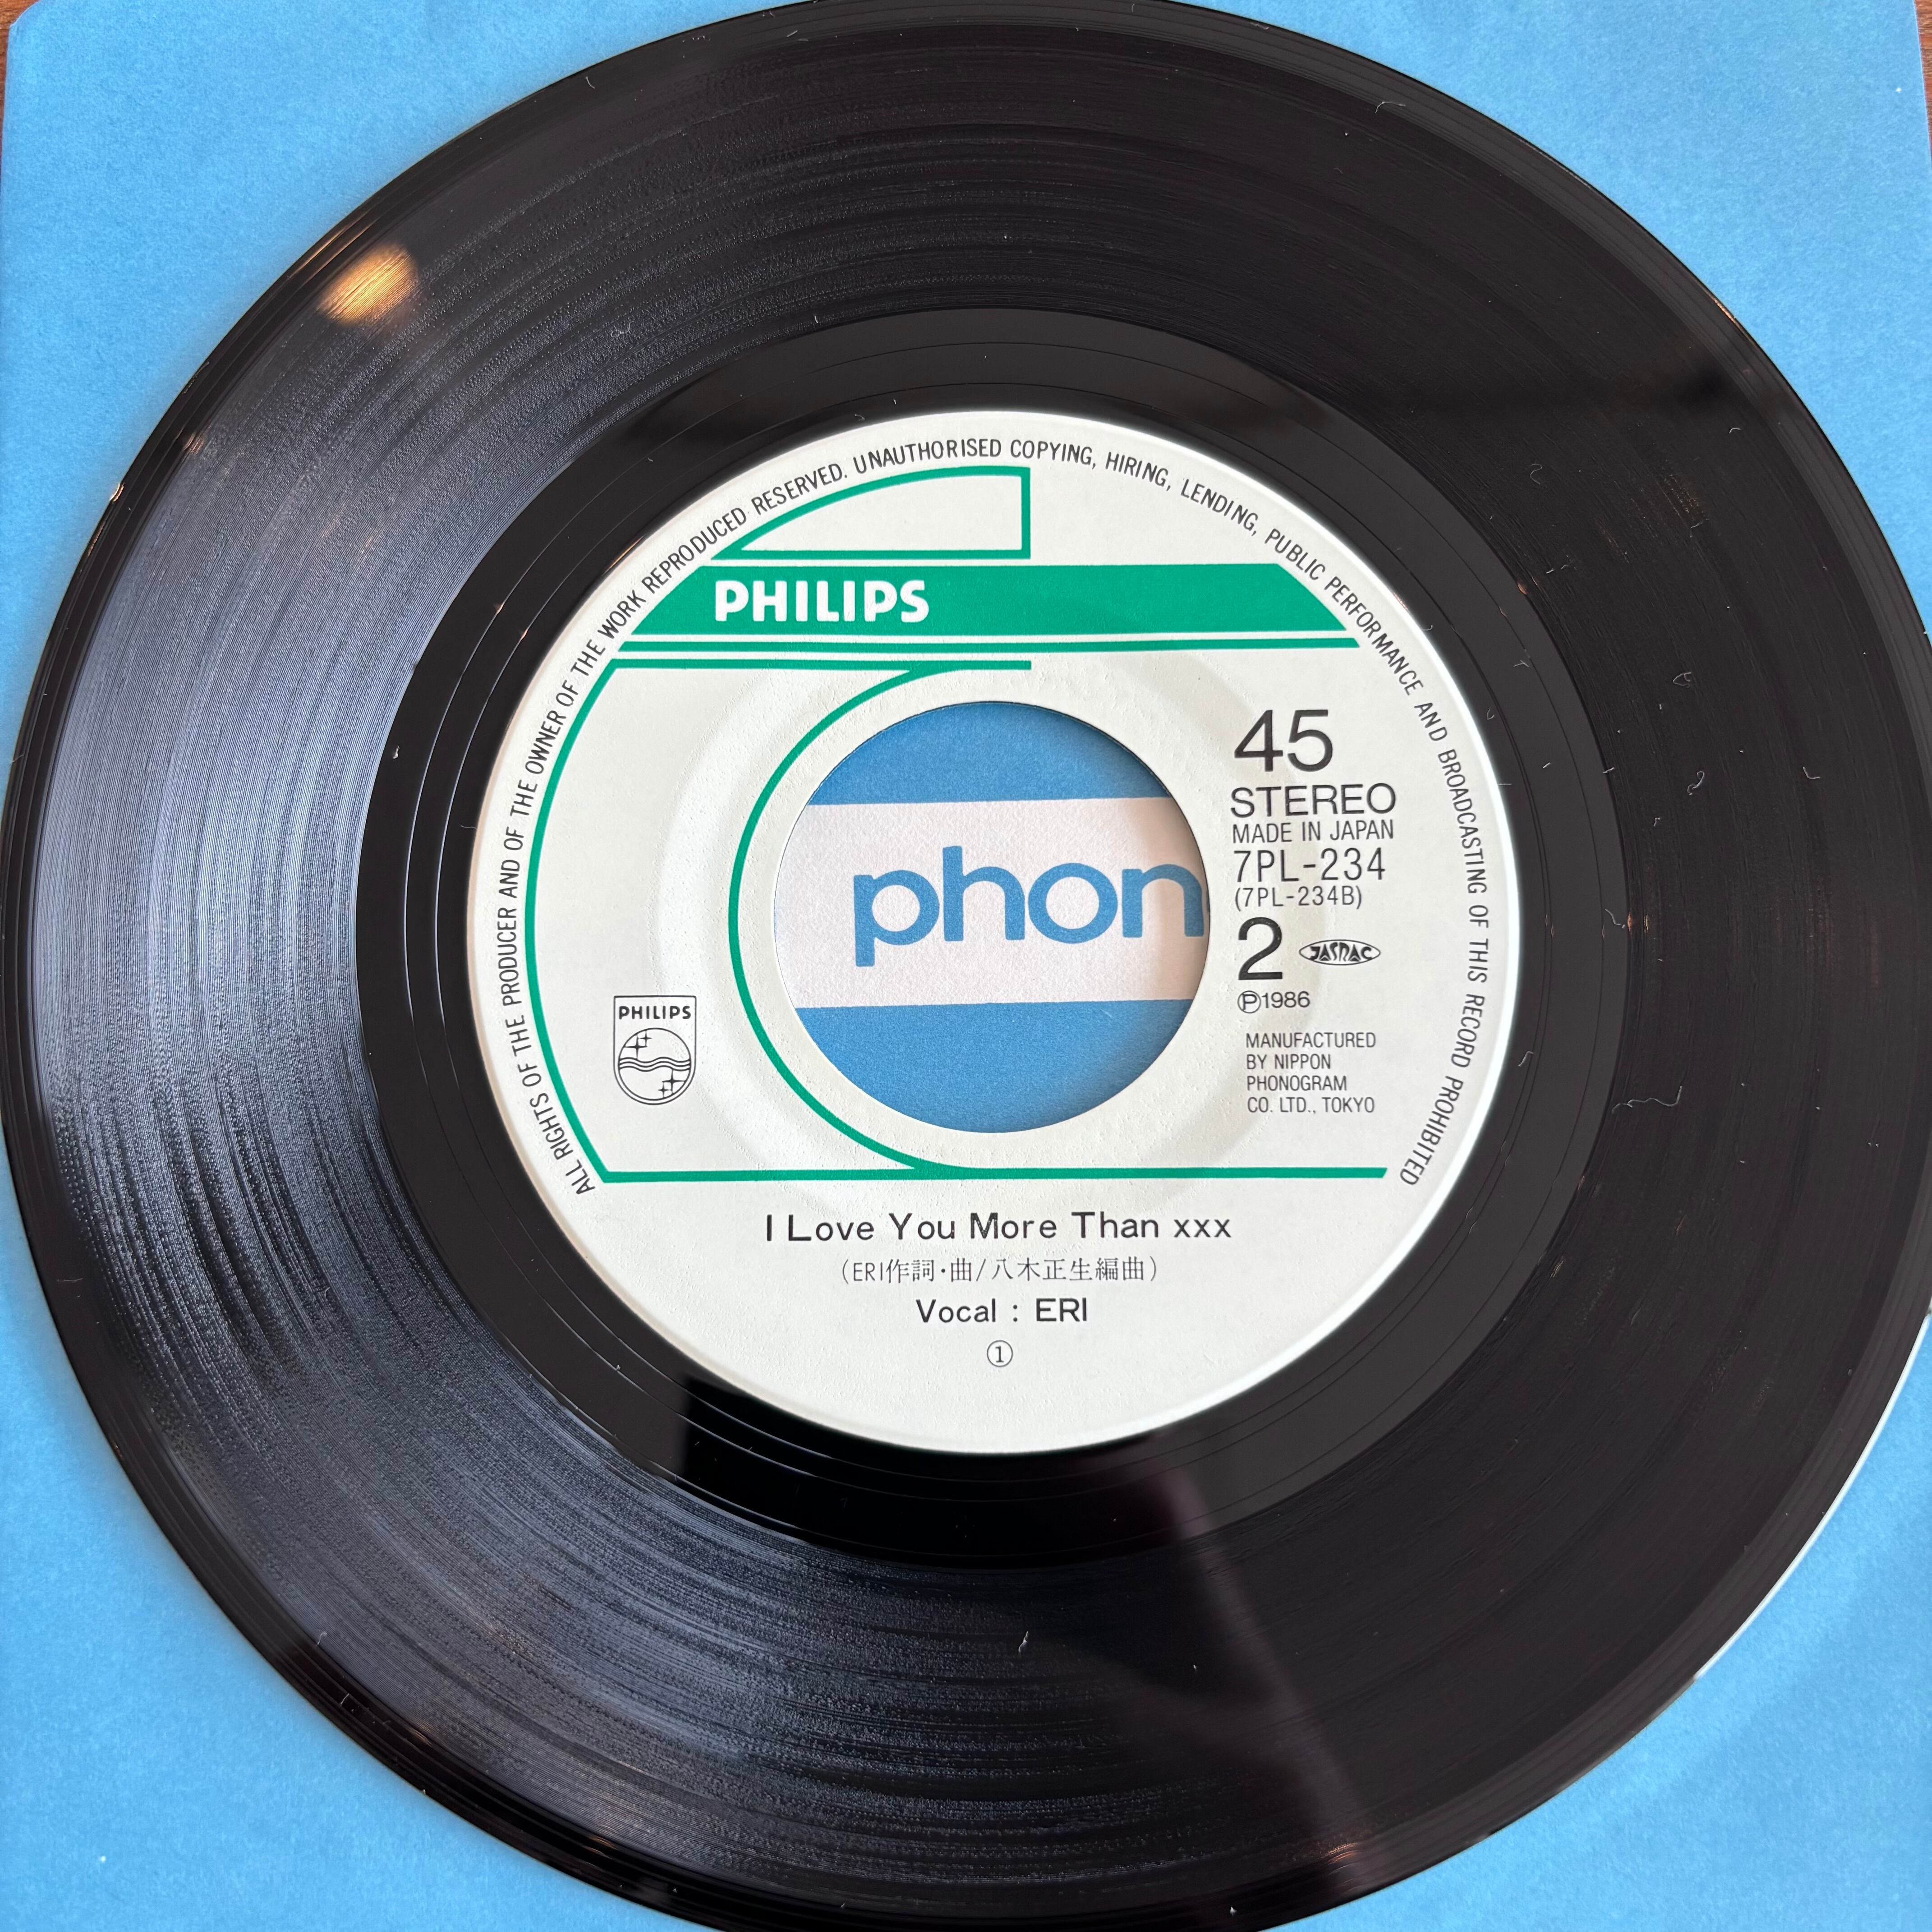 ALL RIGHTS OF THE PRODUCER AND OF THE OWNER OF THE WORK REPRODUCED RESERVED. UNAUTHORISED COPYING, HIRING, LENDING, PUBLIC PERFORMANCE AND BROADCASTING OF THIS RECORD PROHIBITED
PHILIPS
45
STEREO
MADE IN JAPAN
7PL-234
(7PL-234B)
phon
2 JASRAC
Ⓟ1986
PHILIPS
MANUFACTURED
BY NIPPON
PHONOGRAM
CO. LTD., TOKYO
I Love You More Than xxx
(ERI作詞・曲/八木正生編曲)
Vocal : ERI
①